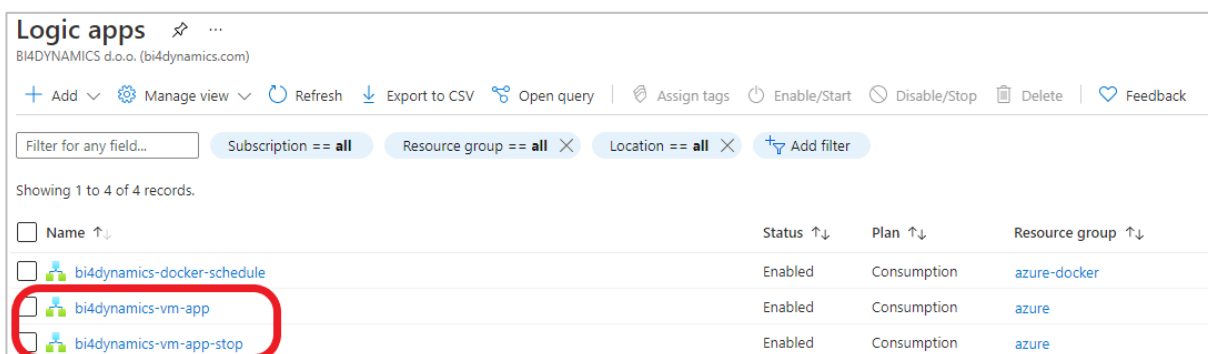 Logic apps
BI4DYNAMICS d.o.o. (bi4dynamics.com)
Add Manage view Refresh Export to CSV Open query Assign tags Enable/Start Disable/Stop Delete Feedback
Filter for any field... Subscription == all Resource group == all Location == all Add filter
Showing 1 to 4 of 4 records.
Name Status Plan Resource group
bi4dynamics-docker-schedule Enabled Consumption azure-docker
bi4dynamics-vm-app Enabled Consumption azure
bi4dynamics-vm-app-stop Enabled Consumption azure